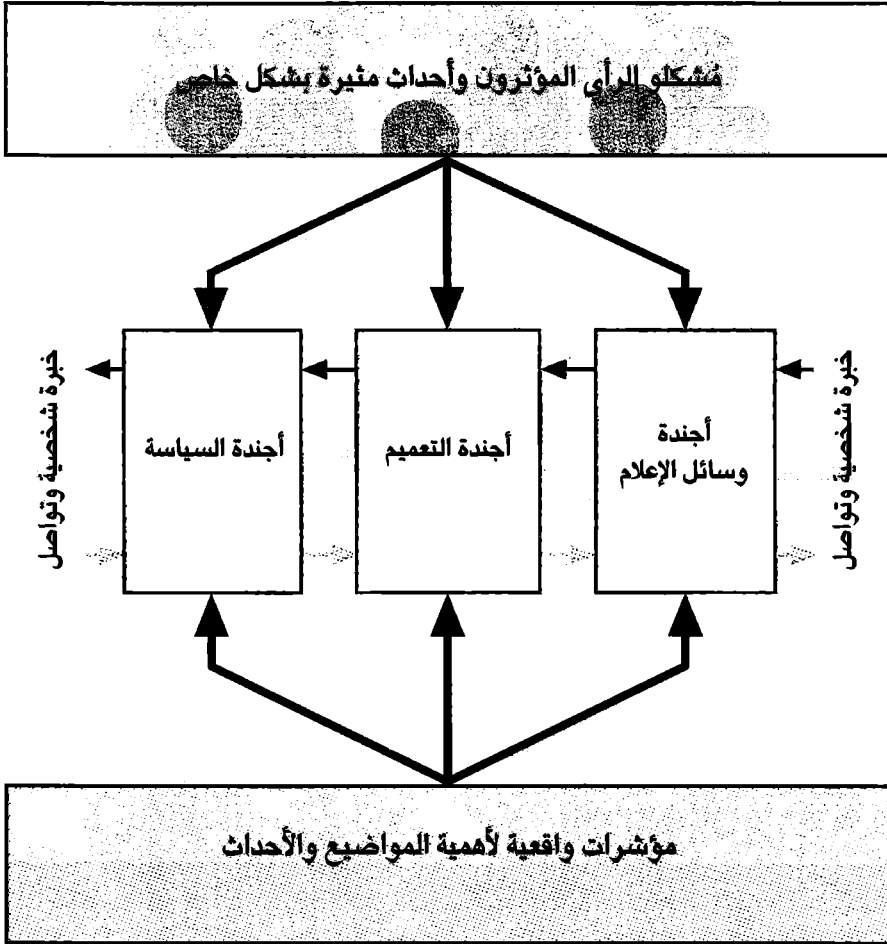 مُشكلو الرأي المؤثرون وأحداث مثيرة بشكل خاص
خبرة شخصية وتواصل
أجندة
وسائل الإعلام
أجندة التعميم
أجندة السياسة
خبرة شخصية وتواصل
مؤشرات واقعية لأهمية المواضيع والأحداث